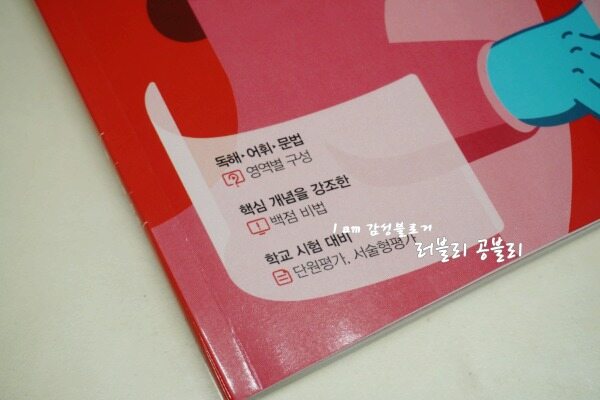 독해·어휘·문법
영역별 구성
핵심 개념을 강조한
백점 비법
학교 시험 대비
단원평가, 서술형평가
I am 감성블로거
러블리 공블리